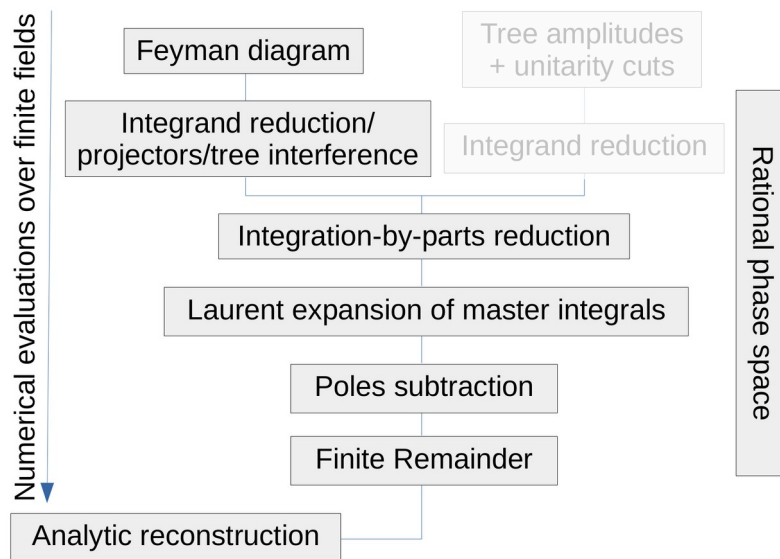 Numerical evaluations over finite fields
Feyman diagram
Tree amplitudes
+ unitarity cuts
Integrand reduction/
projectors/tree interference
Integrand reduction
Rational phase space
Integration-by-parts reduction
Laurent expansion of master integrals
Poles subtraction
Finite Remainder
Analytic reconstruction